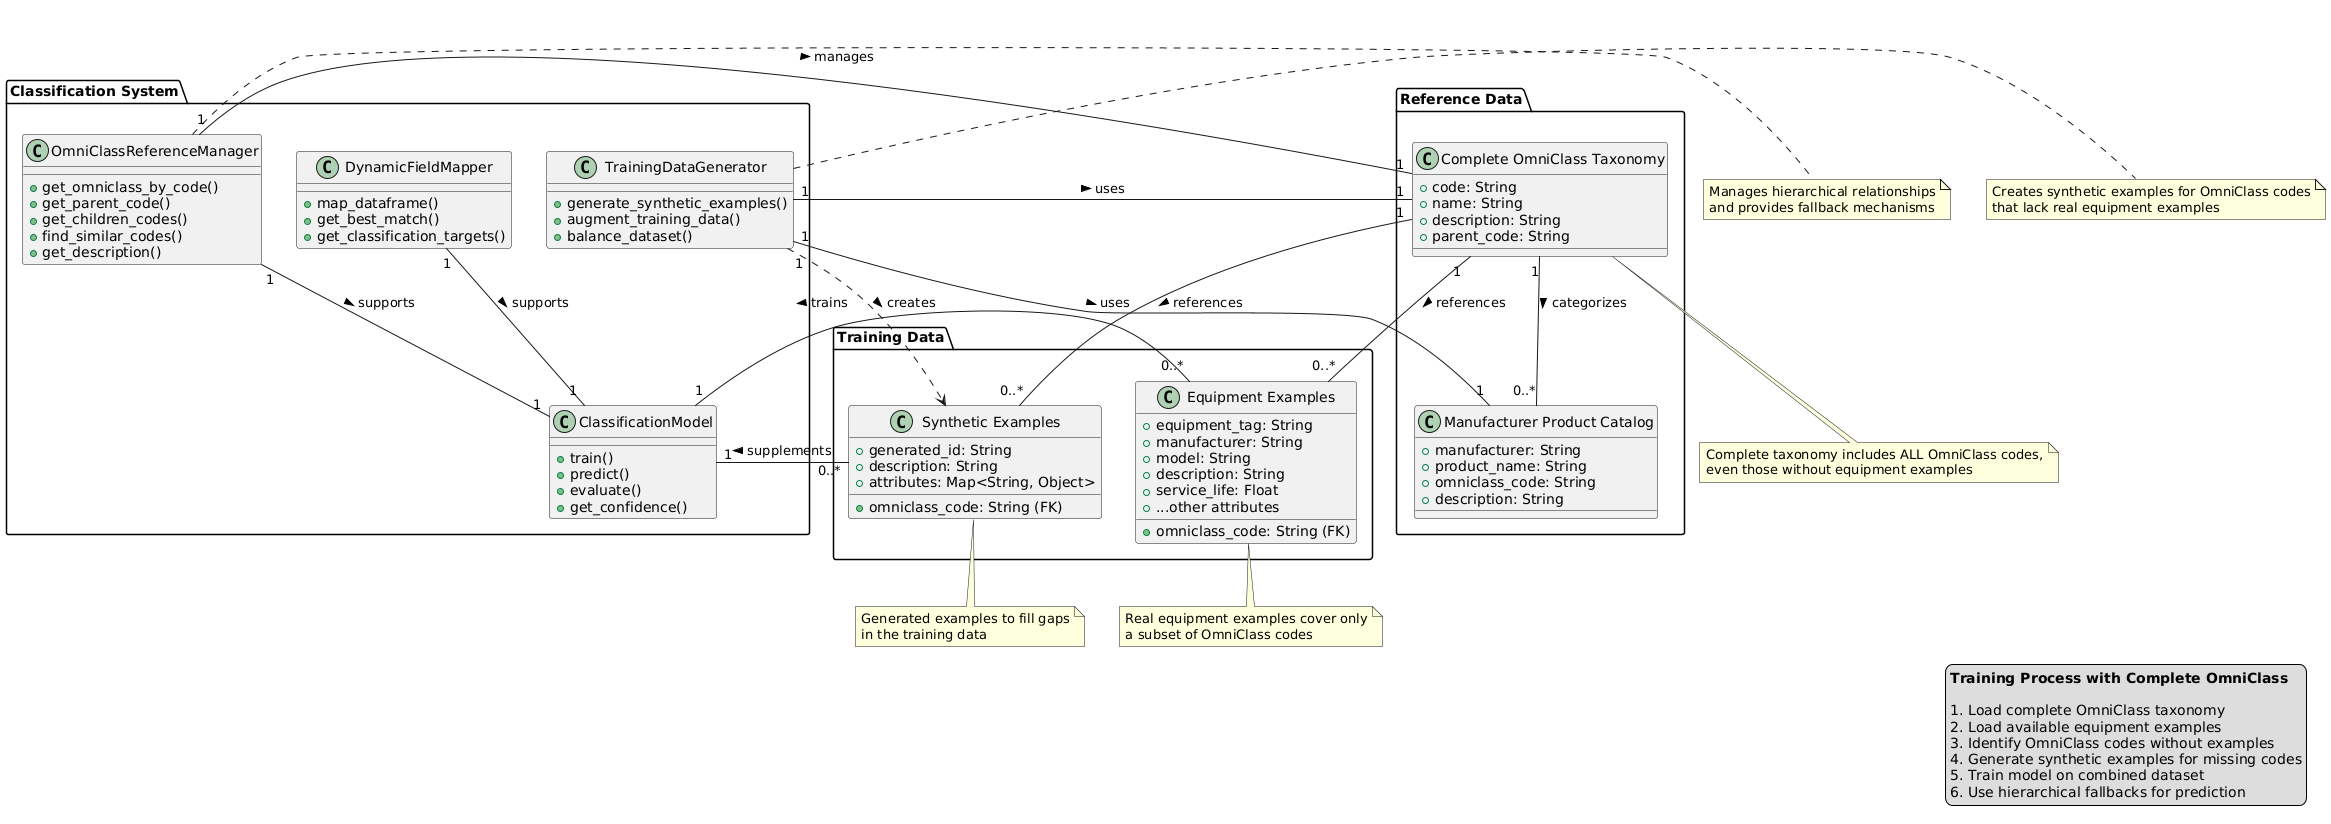 manages
Classification System
Reference Data
1
C OmniClassReferenceManager
get_omniclass_by_code()
get_parent_code()
get_children_codes()
find_similar_codes()
get_description()
C DynamicFieldMapper
map_dataframe()
get_best_match()
get_classification_targets()
C TrainingDataGenerator
generate_synthetic_examples()
augment_training_data()
balance_dataset()
1
uses
1
1
1
1
C Complete OmniClass Taxonomy
code: String
name: String
description: String
parent_code: String
Manages hierarchical relationships
and provides fallback mechanisms
Creates synthetic examples for OmniClass codes
that lack real equipment examples
1
1
1
1
1
supports
supports
trains
creates
uses
references
references
categorizes
Training Data
0..*
0..*
1
1
1
0..*
1
0..*
C ClassificationModel
train()
predict()
evaluate()
get_confidence()
1
supplements
0..*
C Synthetic Examples
generated_id: String
description: String
attributes: Map<String, Object>
omniclass_code: String (FK)
C Equipment Examples
equipment_tag: String
manufacturer: String
model: String
description: String
service_life: Float
...other attributes
omniclass_code: String (FK)
C Manufacturer Product Catalog
manufacturer: String
product_name: String
omniclass_code: String
description: String
Complete taxonomy includes ALL OmniClass codes,
even those without equipment examples
Generated examples to fill gaps
in the training data
Real equipment examples cover only
a subset of OmniClass codes
Training Process with Complete OmniClass
1. Load complete OmniClass taxonomy
2. Load available equipment examples
3. Identify OmniClass codes without examples
4. Generate synthetic examples for missing codes
5. Train model on combined dataset
6. Use hierarchical fallbacks for prediction